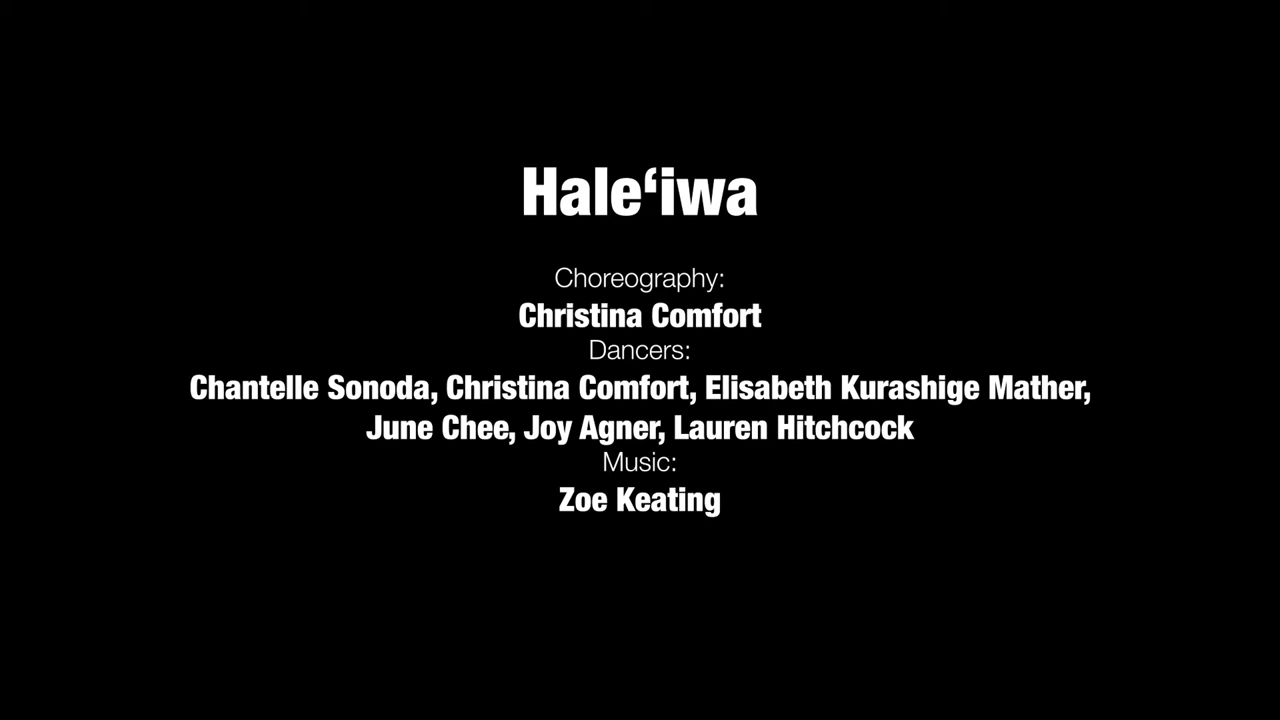 Hale‘iwa
Choreography:
Christina Comfort
Dancers:
Chantelle Sonoda, Christina Comfort, Elisabeth Kurashige Mather,
June Chee, Joy Agner, Lauren Hitchcock
Music:
Zoe Keating